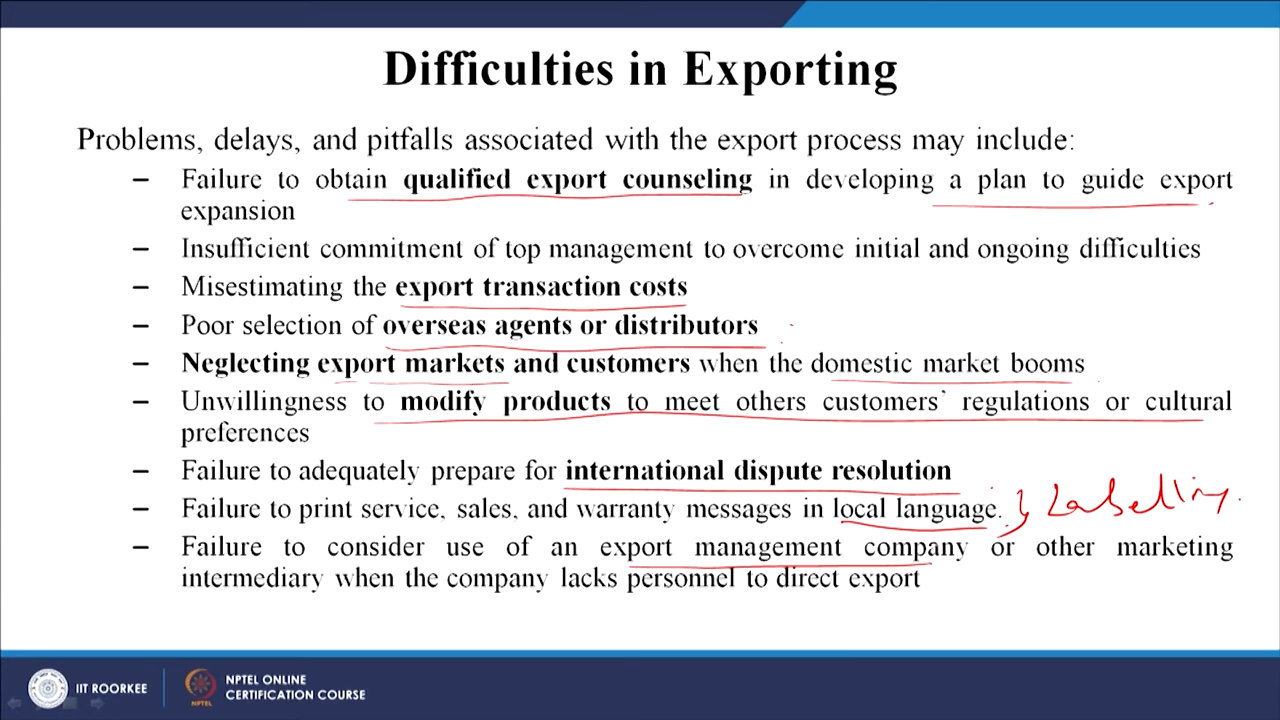 Difficulties in Exporting
Problems, delays, and pitfalls associated with the export process may include:
– Failure to obtain qualified export counseling in developing a plan to guide export
expansion
– Insufficient commitment of top management to overcome initial and ongoing difficulties
– Misestimating the export transaction costs
– Poor selection of overseas agents or distributors
– Neglecting export markets and customers when the domestic market booms
– Unwillingness to modify products to meet others customers` regulations or cultural
preferences
– Failure to adequately prepare for international dispute resolution
– Failure to print service, sales, and warranty messages in local language. } Labelling.
– Failure to consider use of an export management company or other marketing
intermediary when the company lacks personnel to direct export
IIT ROORKEE
NPTEL
NPTEL ONLINE
CERTIFICATION COURSE